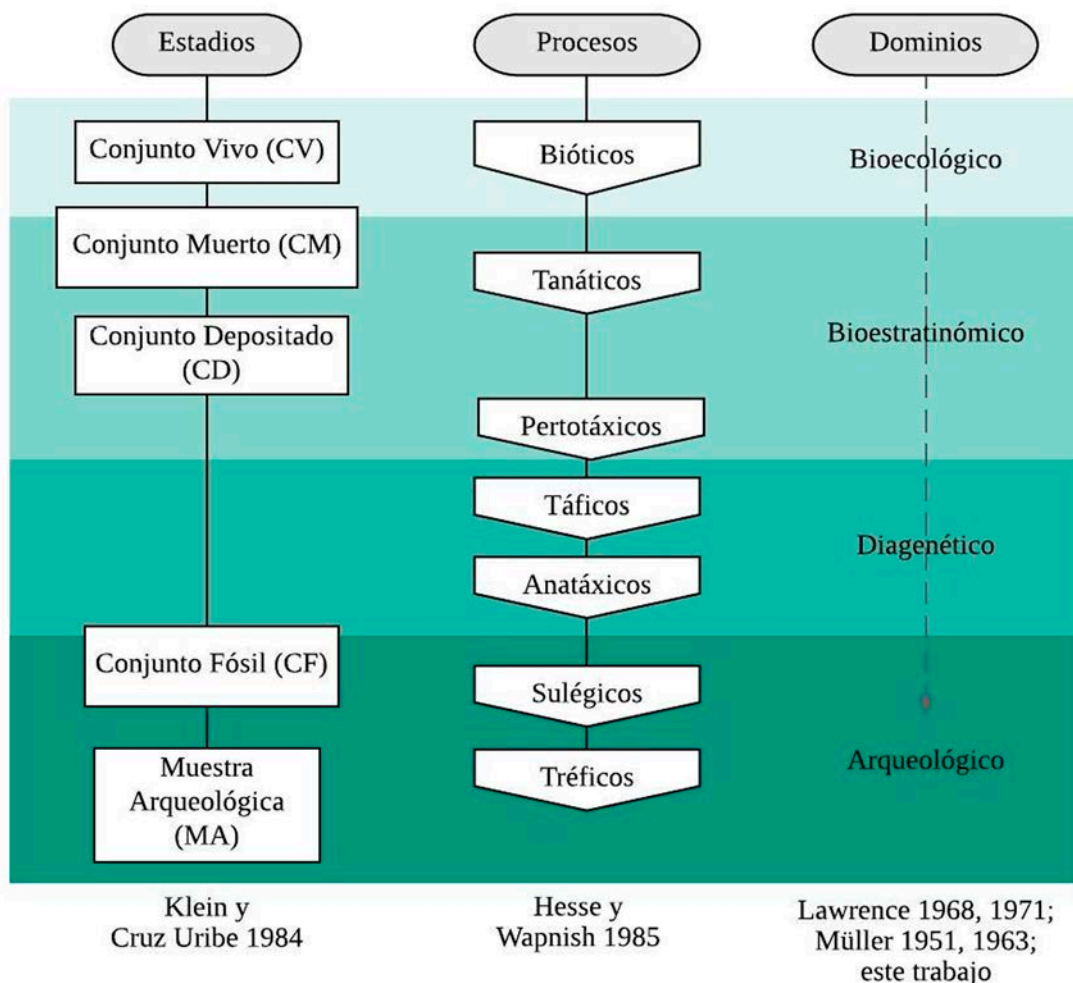 Estadios
Procesos
Dominios
Conjunto Vivo (CV)
Bióticos
Bioecológico
Conjunto Muerto (CM)
Tanáticos
Conjunto Depositado
(CD)
Bioestratinómico
Pertotáxicos
Táficos
Diagenético
Anatáxicos
Conjunto Fósil (CF)
Sulégicos
Muestra
Arqueológica
(MA)
Tréficos
Arqueológico
Klein y
Cruz Uribe 1984
Hesse y
Wapnish 1985
Lawrence 1968, 1971;
Müller 1951, 1963;
este trabajo